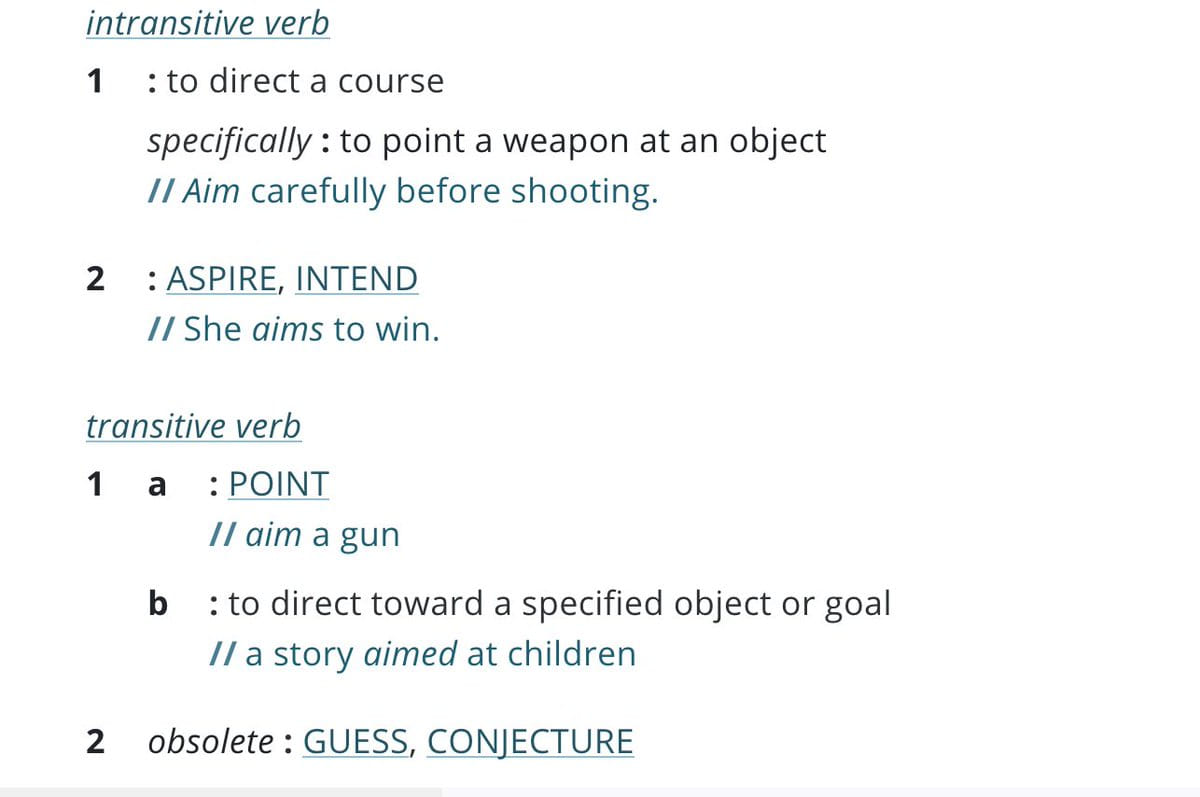 intransitive verb
1 : to direct a course
specifically : to point a weapon at an object
// Aim carefully before shooting.
2 : ASPIRE, INTEND
// She aims to win.
transitive verb
1 a : POINT
// aim a gun
b : to direct toward a specified object or goal
// a story aimed at children
2 obsolete : GUESS, CONJECTURE